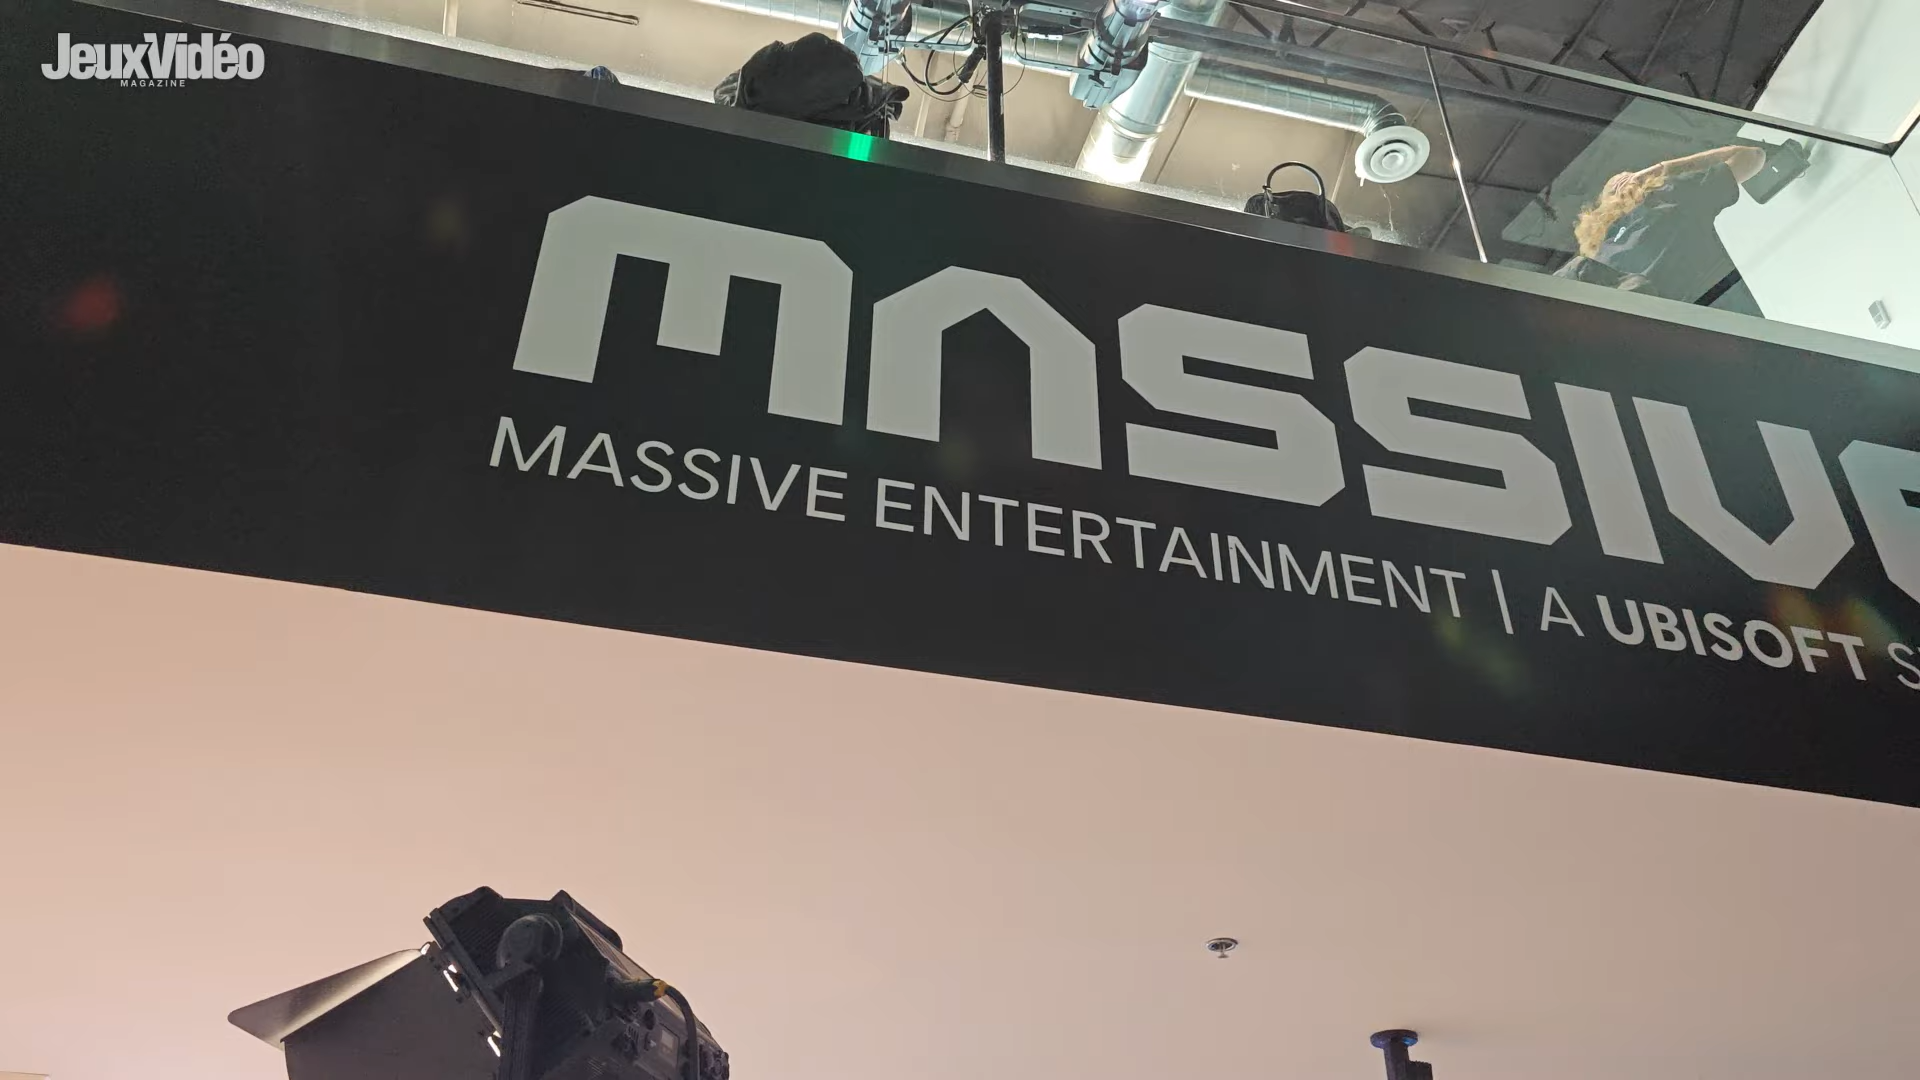 JeuxVidéo
MAGAZINE
MASSIVE
MASSIVE ENTERTAINMENT | A UBISOFT